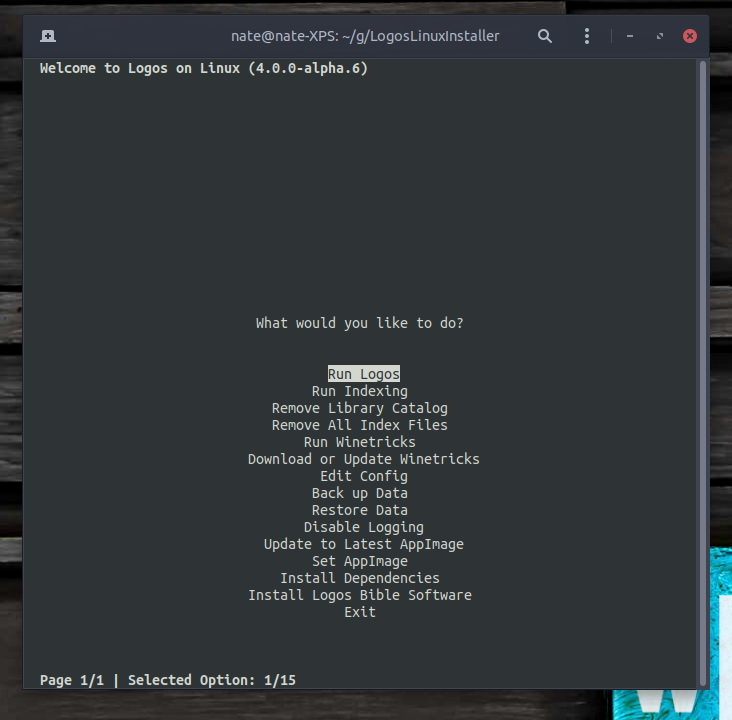 nate@nate-XPS: ~/g/LogosLinuxInstaller
Welcome to Logos on Linux (4.0.0-alpha.6)
What would you like to do?
Run Logos
Run Indexing
Remove Library Catalog
Remove All Index Files
Run Winetricks
Download or Update Winetricks
Edit Config
Back up Data
Restore Data
Disable Logging
Update to Latest AppImage
Set AppImage
Install Dependencies
Install Logos Bible Software
Exit
Page 1/1 | Selected Option: 1/15